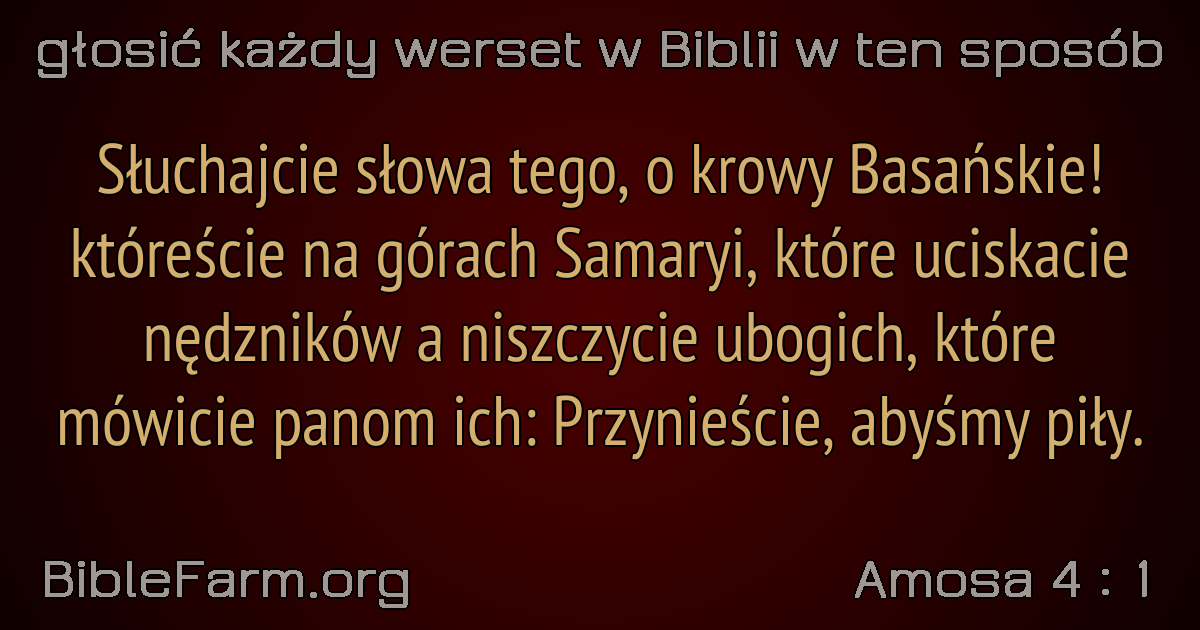 głosić każdy werset w Biblii w ten sposób
Słuchajcie słowa tego, o krowy Basańskie!
któreście na górach Samaryi, które uciskacie
nędzników a niszczycie ubogich, które
mówicie panom ich: Przynieście, abyśmy piły.
BibleFarm.org
Amosa 4 : 1